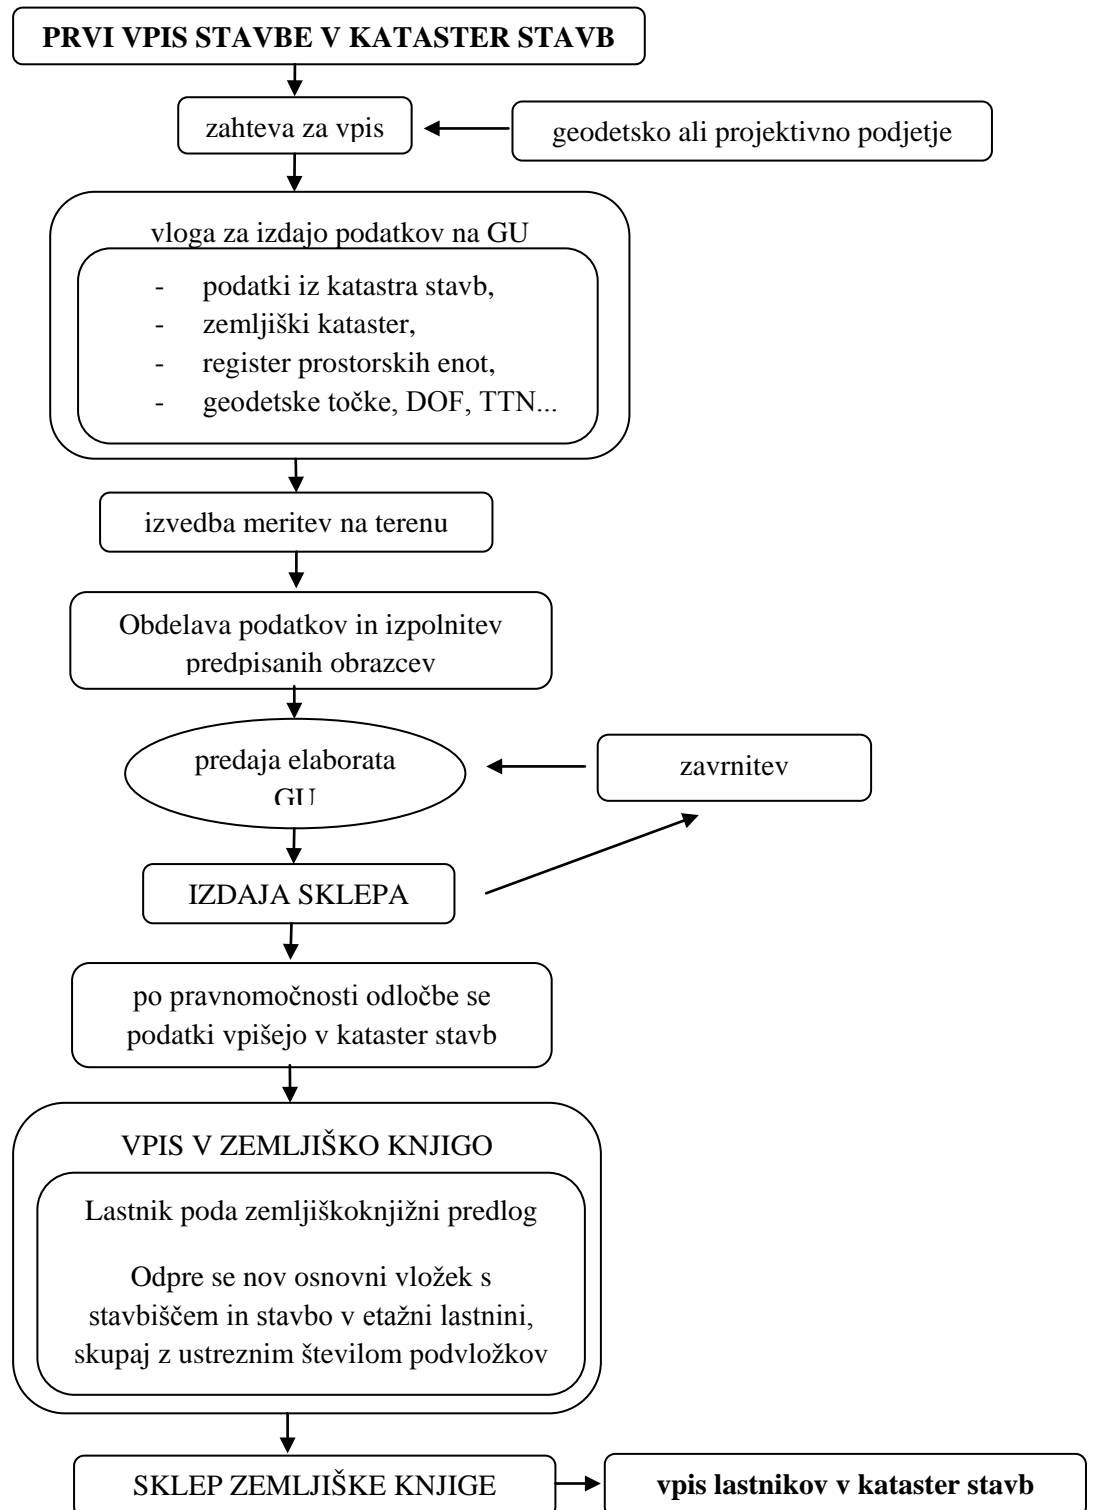 PRVI VPIS STAVBE V KATASTER STAVB
zahteva za vpis
geodetsko ali projektivno podjetje
vloga za izdajo podatkov na GU
- podatki iz katastra stavb,
- zemljiški kataster,
- register prostorskih enot,
- geodetske točke, DOF, TTN...
izvedba meritev na terenu
Obdelava podatkov in izpolnitev
predpisanih obrazcev
predaja elaborata
GU
zavrnitev
IZDAJA SKLEPA
po pravnomočnosti odločbe se
podatki vpišejo v kataster stavb
VPIS V ZEMLJIŠKO KNJIGO
Lastnik poda zemljiškoknjižni predlog
Odpre se nov osnovni vložek s
stavbiščem in stavbo v etažni lastnini,
skupaj z ustreznim številom podvložkov
SKLEP ZEMLJIŠKE KNJIGE
vpis lastnikov v kataster stavb